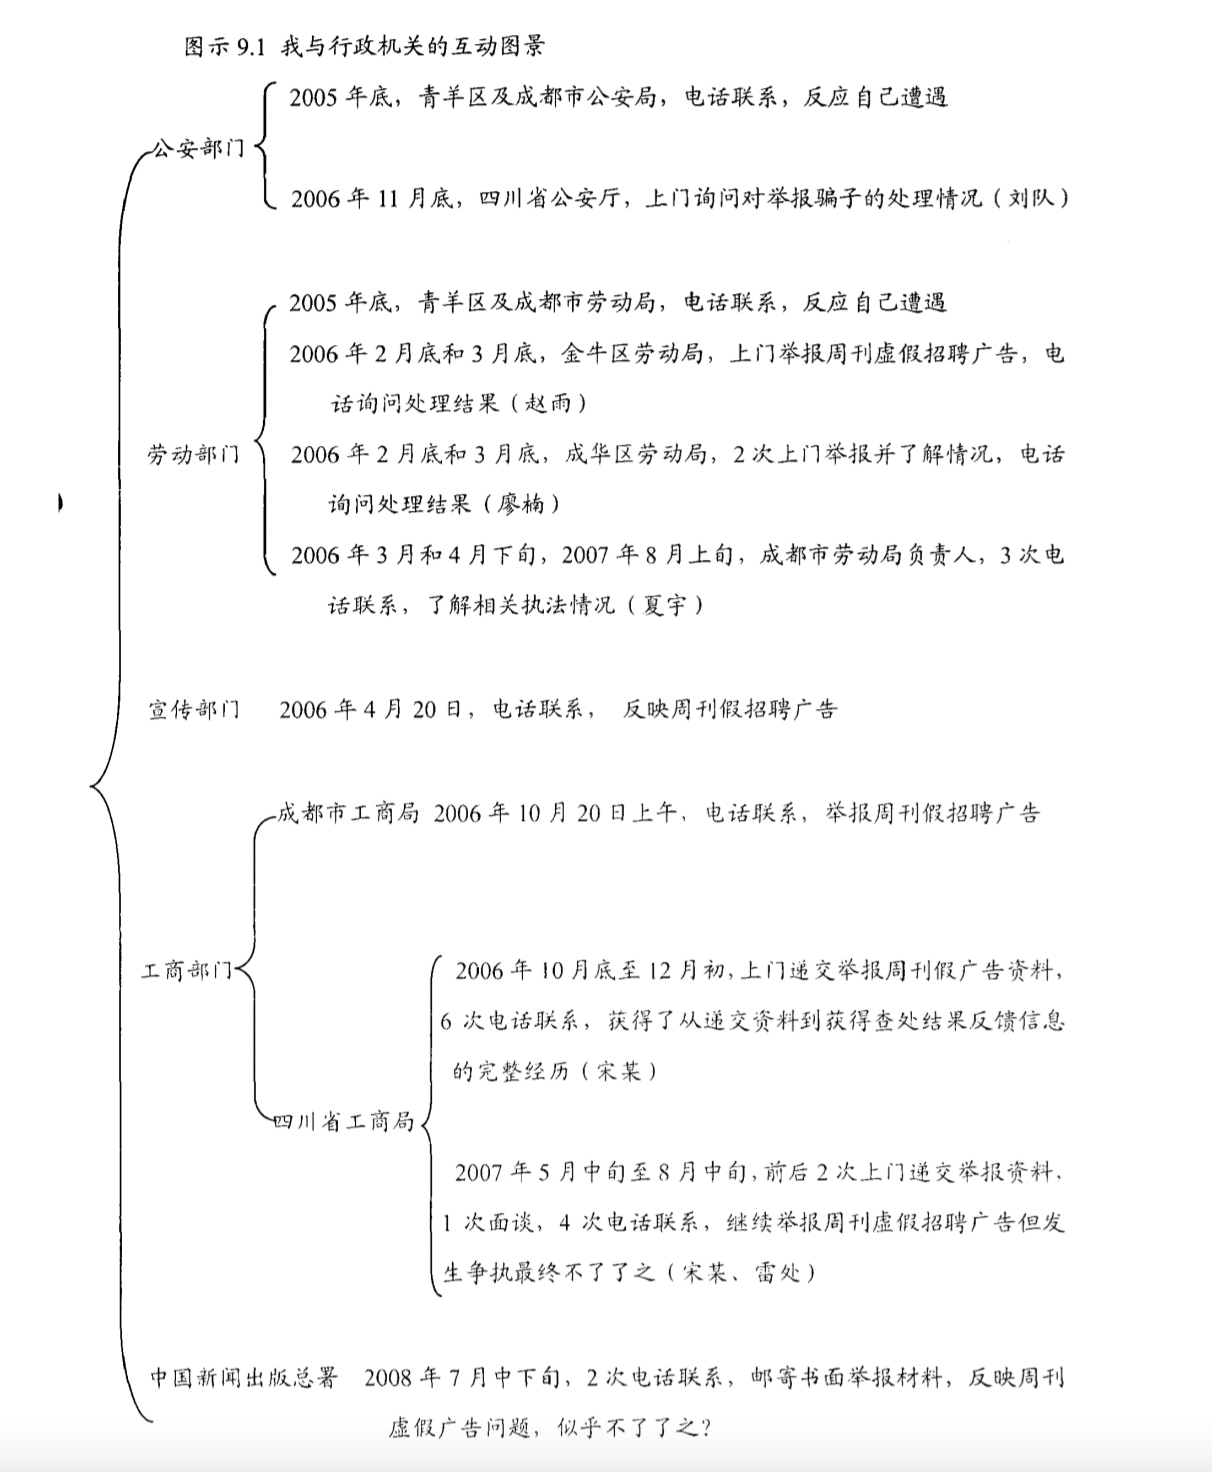 图示 9.1 我与行政机关的互动图景
2005 年底，青羊区及成都市公安局，电话联系，反应自己遭遇
公安部门
2006 年 11 月底，四川省公安厅，上门询问对举报骗子的处理情况（刘队）
2005 年底，青羊区及成都市劳动局，电话联系，反应自己遭遇
2006 年 2 月底和 3 月底，金牛区劳动局，上门举报周刊虚假招聘广告，电
话询问处理结果（赵雨）
劳动部门
2006 年 2 月底和 3 月底，成华区劳动局，2 次上门举报并了解情况，电话
询问处理结果（廖楠）
2006 年 3 月和 4 月下旬，2007 年 8 月上旬，成都市劳动局负责人，3 次电
话联系，了解相关执法情况（夏宇）
宣传部门 2006 年 4 月 20 日，电话联系， 反映周刊假招聘广告
成都市工商局 2006 年 10 月 20 日上午，电话联系，举报周刊假招聘广告
工商部门
2006 年 10 月底至 12 月初，上门递交举报周刊假广告资料，
6 次电话联系，获得了从递交资料到获得查处结果反馈信息
的完整经历（宋某）
四川省工商局
2007 年 5 月中旬至 8 月中旬，前后 2 次上门递交举报资料，
1 次面谈，4 次电话联系，继续举报周刊虚假招聘广告但发
生争执最终不了了之（宋某、雷处）
中国新闻出版总署 2008 年 7 月中下旬，2 次电话联系，邮寄书面举报材料，反映周刊
虚假广告问题，似乎不了了之？